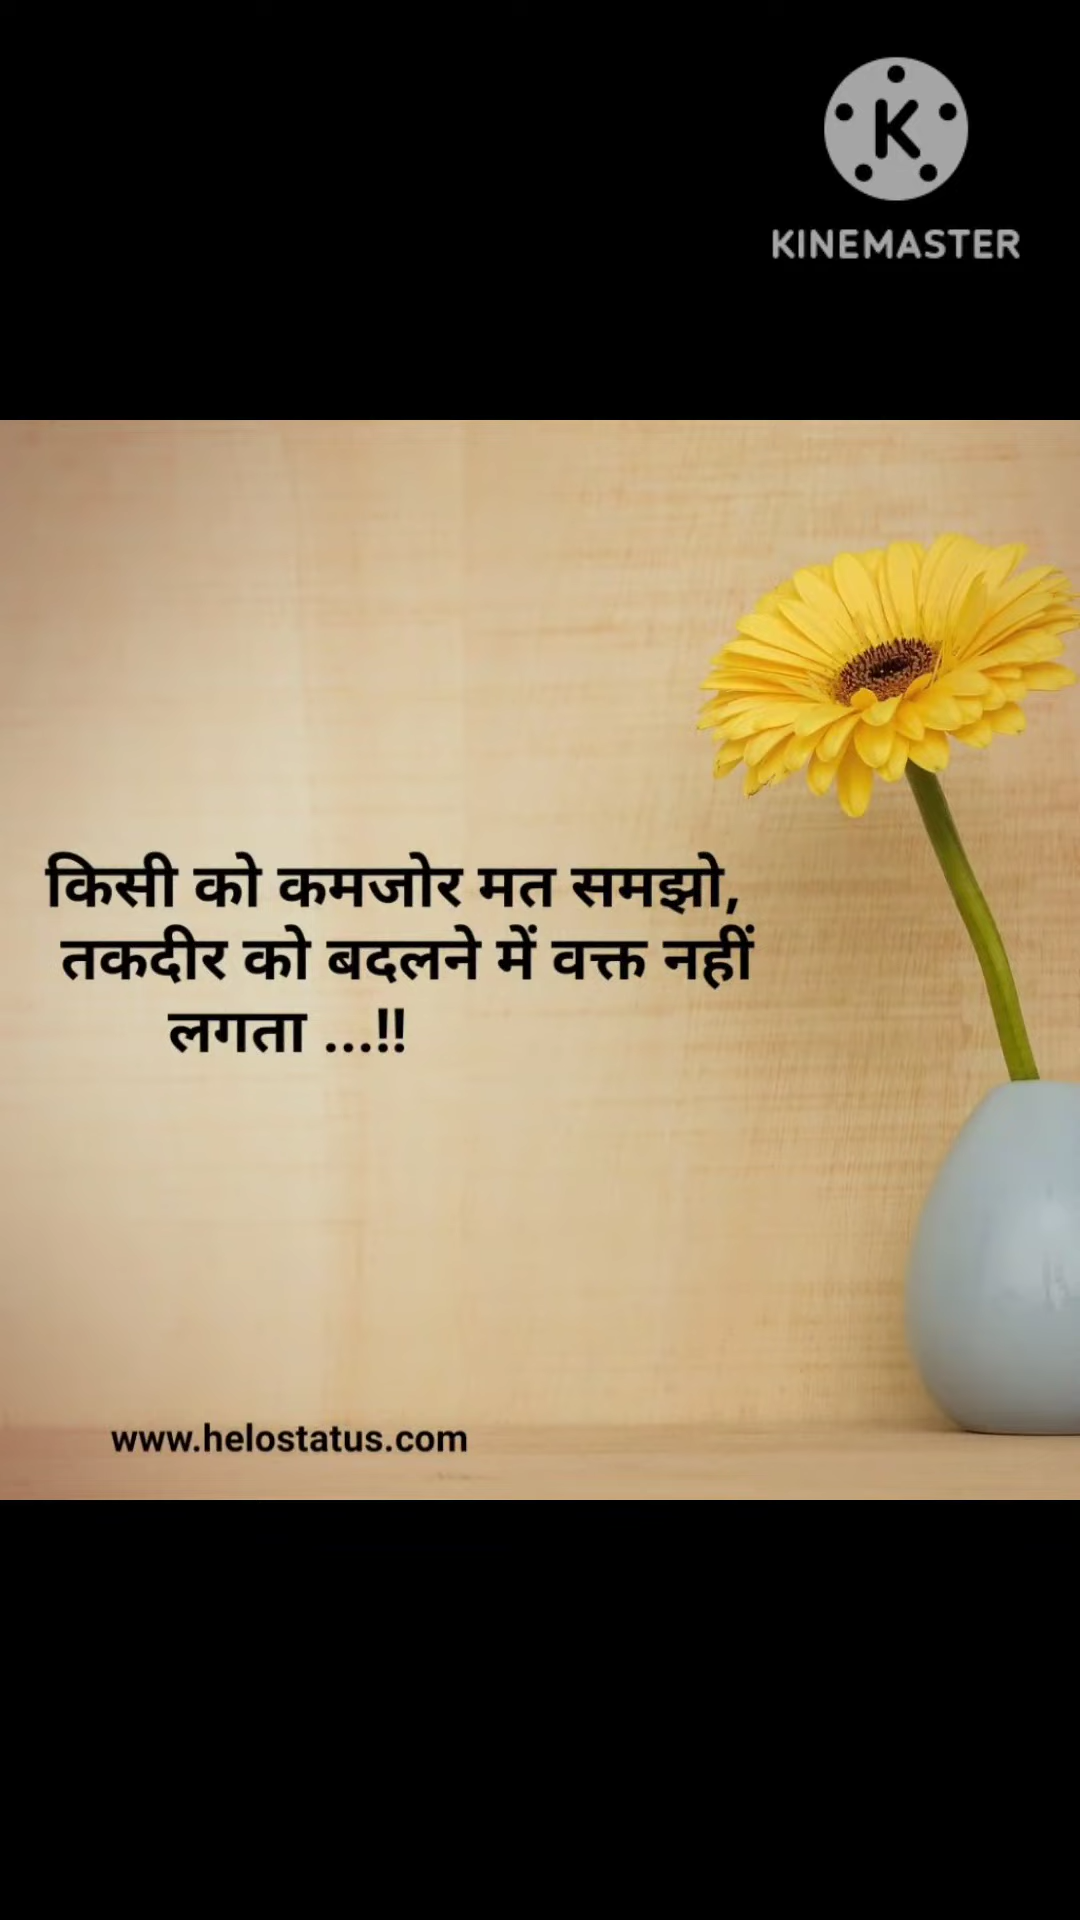 K
KINEMASTER
किसी को कमजोर मत समझो,
तकदीर को बदलने में वक्त नहीं
लगता ...!!
www.helostatus.com